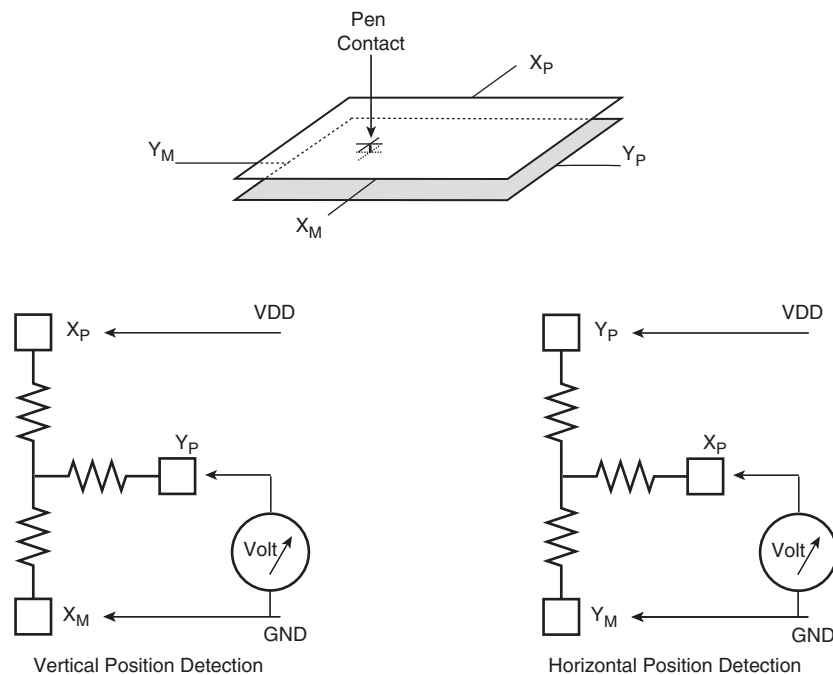 Pen
Contact
X_P
Y_M
Y_P
X_M
X_P
VDD
Y_P
Volt
X_M
GND
Vertical Position Detection
Y_P
VDD
X_P
Volt
Y_M
GND
Horizontal Position Detection